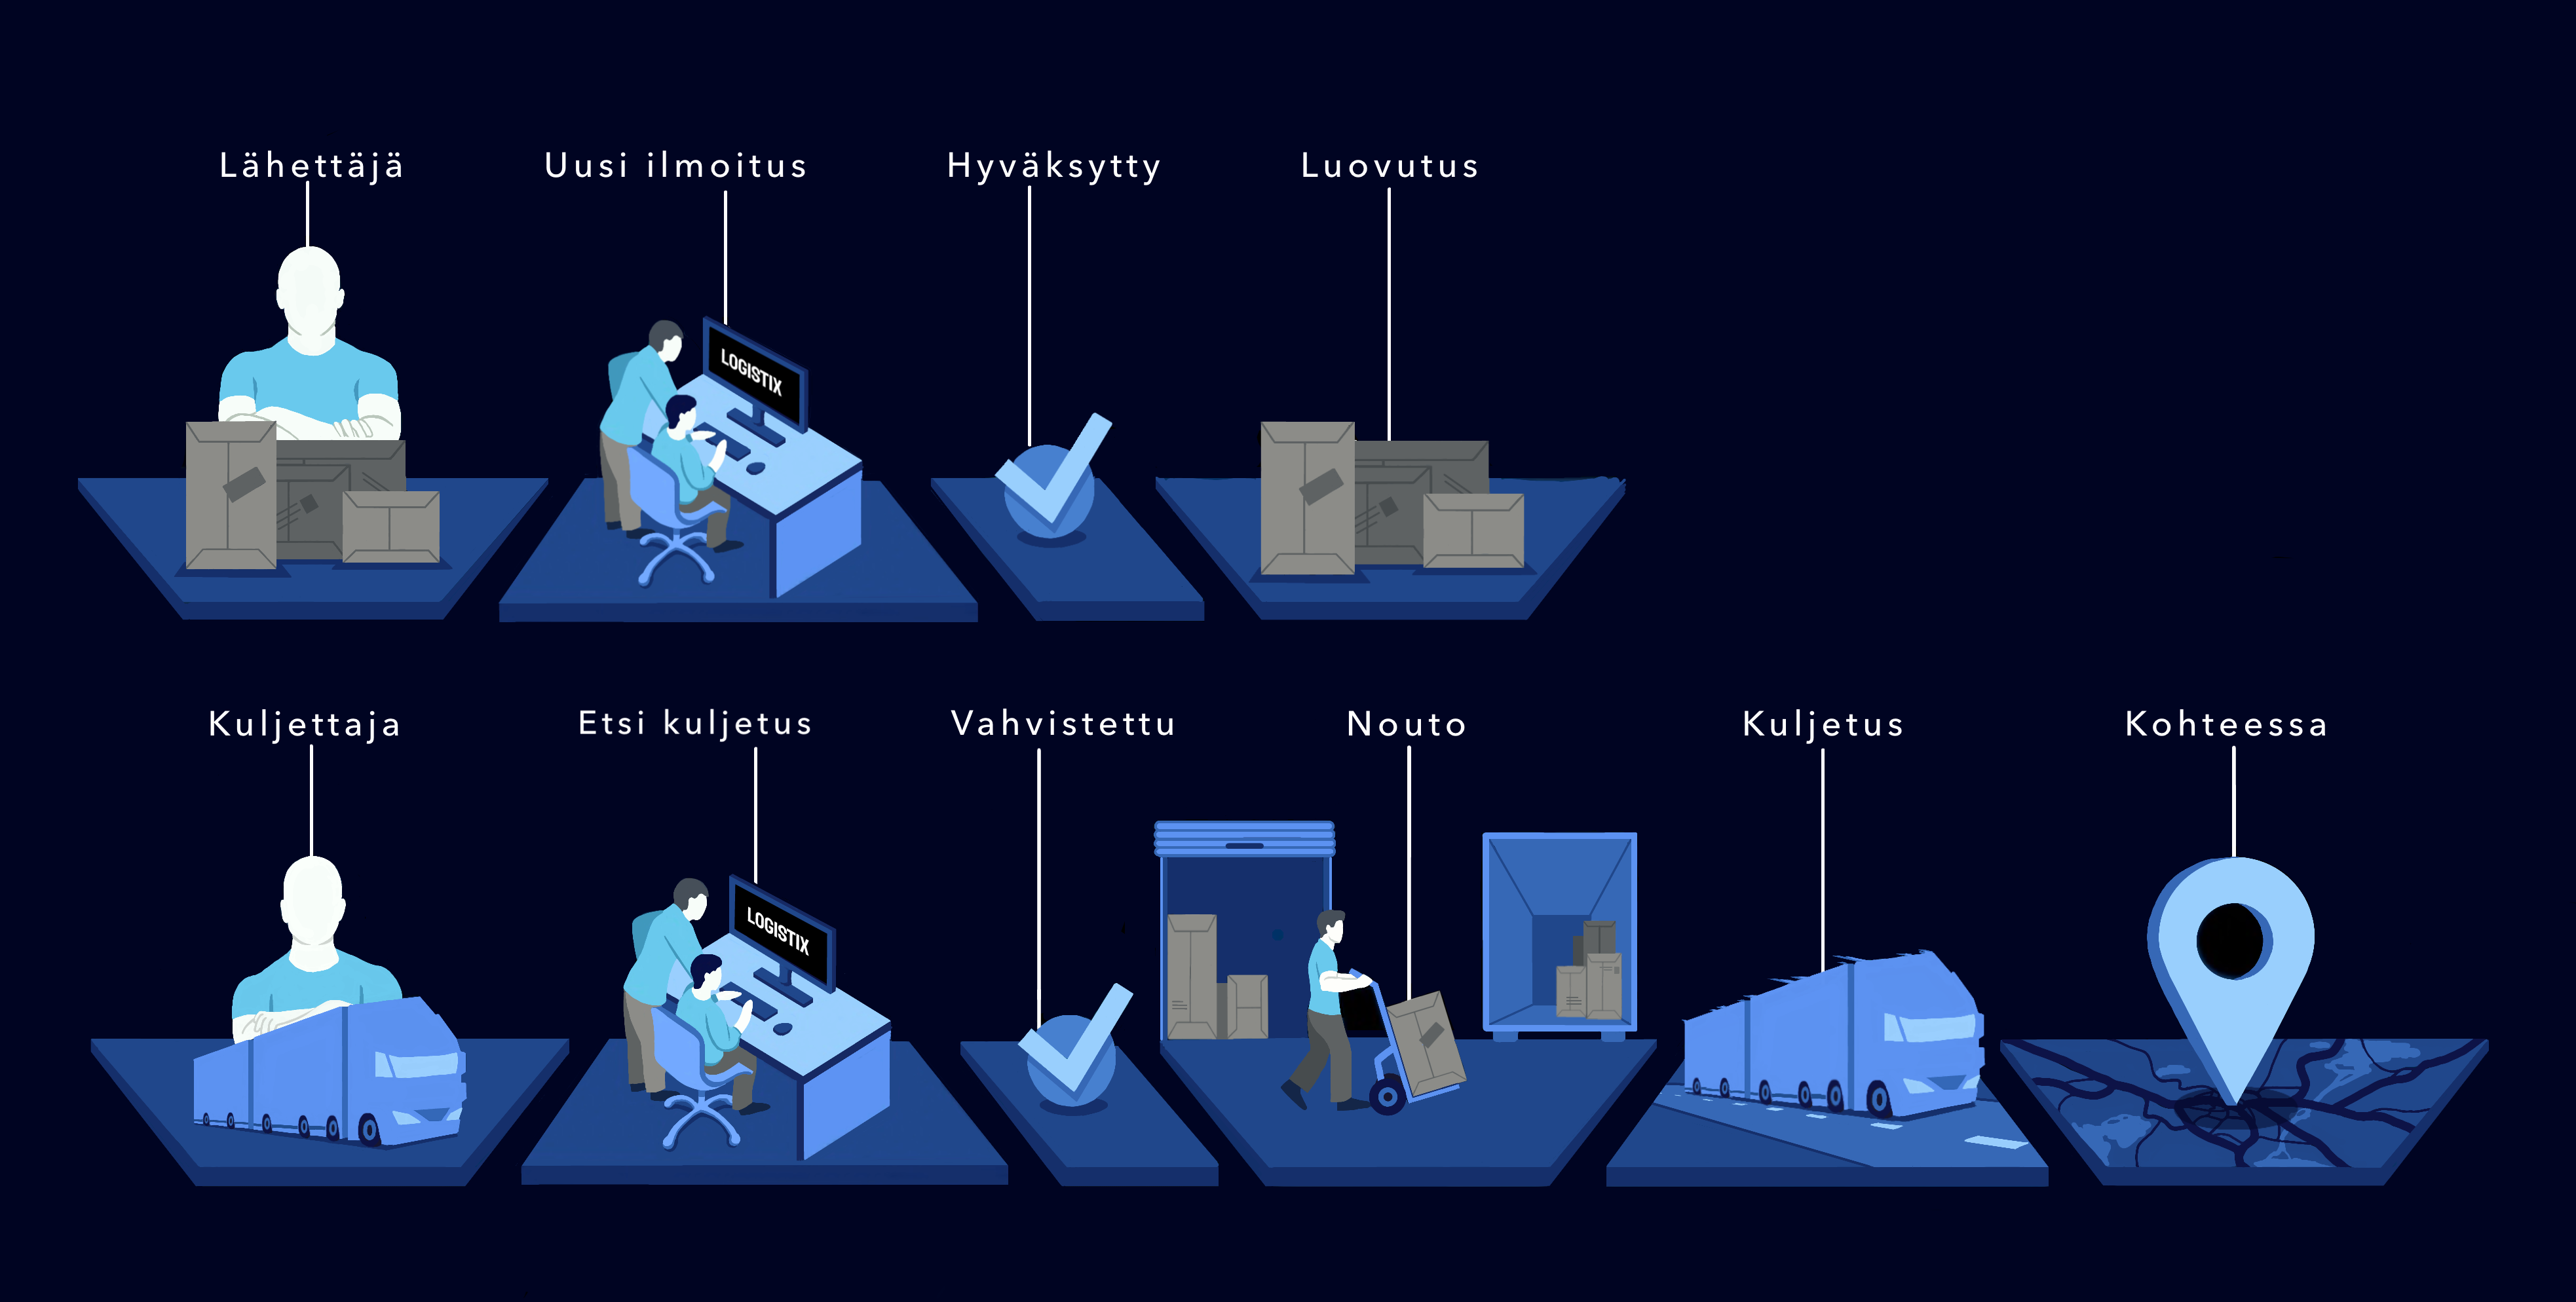 Lähettäjä
Uusi ilmoitus
Hyväksytty
Luovutus
LOGISTIX
Kuljettaja
Etsi kuljetus
Vahvistettu
Nouto
Kuljetus
Kohteessa
LOGISTIX